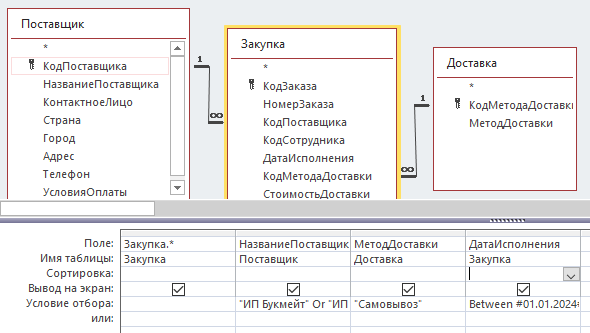 Поставщик
*
КодПоставщика
НазваниеПоставщика
КонтактноеЛицо
Страна
Город
Адрес
Телефон
УсловияОплаты
1
∞
Закупка
*
КодЗаказа
НомерЗаказа
КодПоставщика
КодСотрудника
ДатаИсполнения
КодМетодаДоставки
СтоимостьДоставки
1
∞
Доставка
*
КодМетодаДоставки
МетодДоставки
Поле: Закупка.* НазваниеПоставщик МетодДоставки ДатаИсполнения
Имя таблицы: Закупка Поставщик Доставка Закупка
Сортировка:
Вывод на экран:
Условие отбора: "ИП Букмейт" Or "ИП "Самовывоз" Between #01.01.2024#
или: